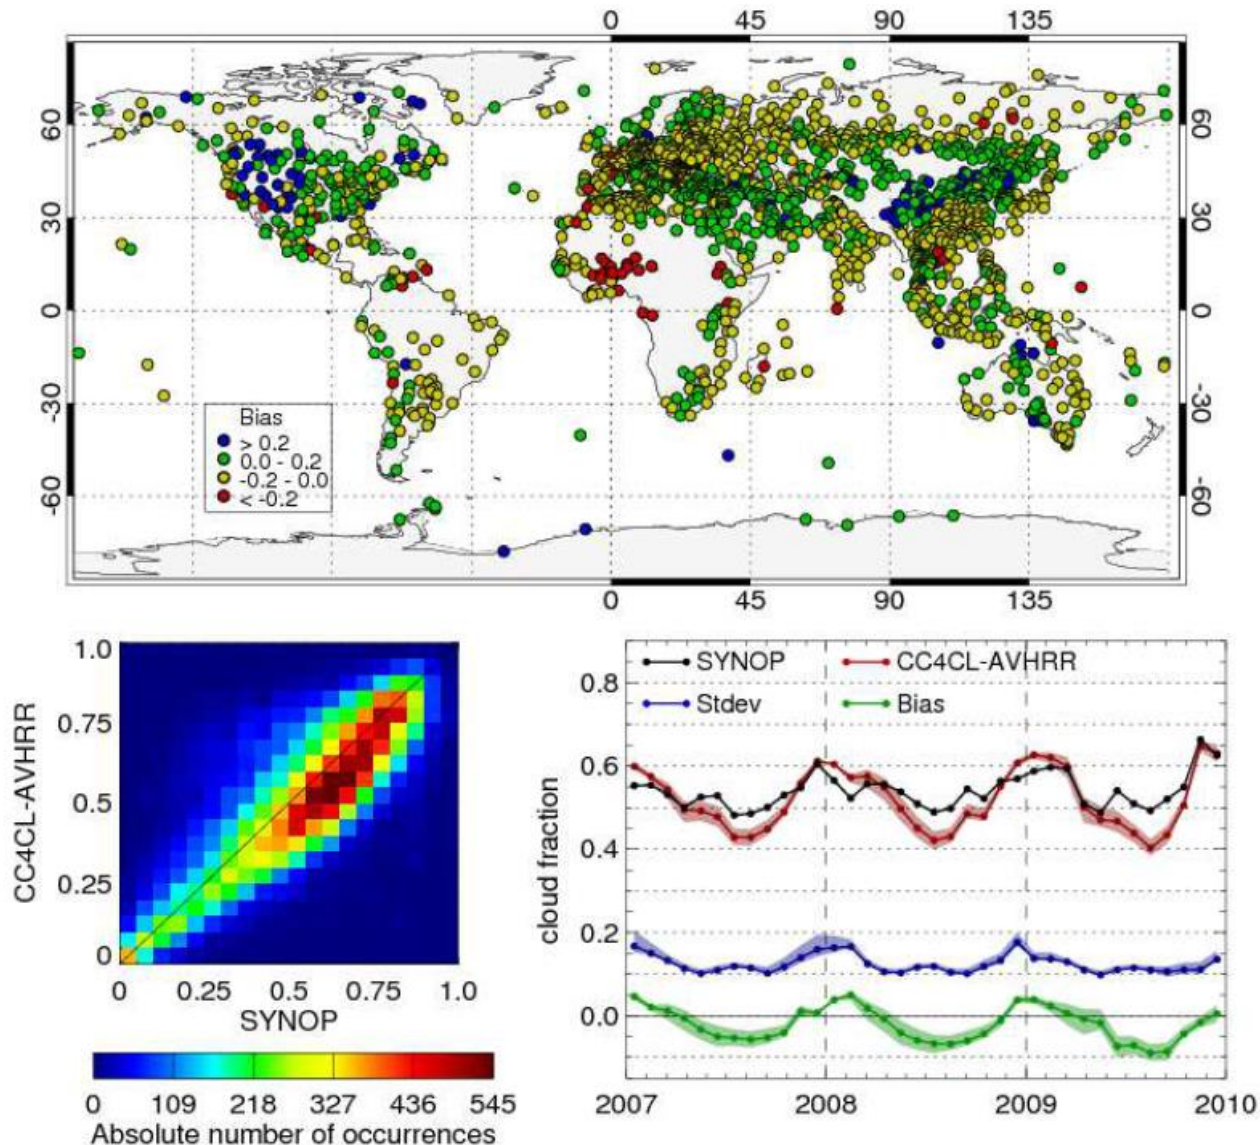 0 45 90 135
60 60
30 30
0 0
-30 -30
-60 -60
Bias
> 0.2
0.0 - 0.2
-0.2 - 0.0
< -0.2
0 45 90 135
1.0
0.75
0.5
0.25
0
CC4CL-AVHRR
0 0.25 0.5 0.75 1.0
SYNOP
0 109 218 327 436 545
Absolute number of occurrences
SYNOP CC4CL-AVHRR
Stdev Bias
0.8
0.6
0.4
0.2
0.0
cloud fraction
2007 2008 2009 2010